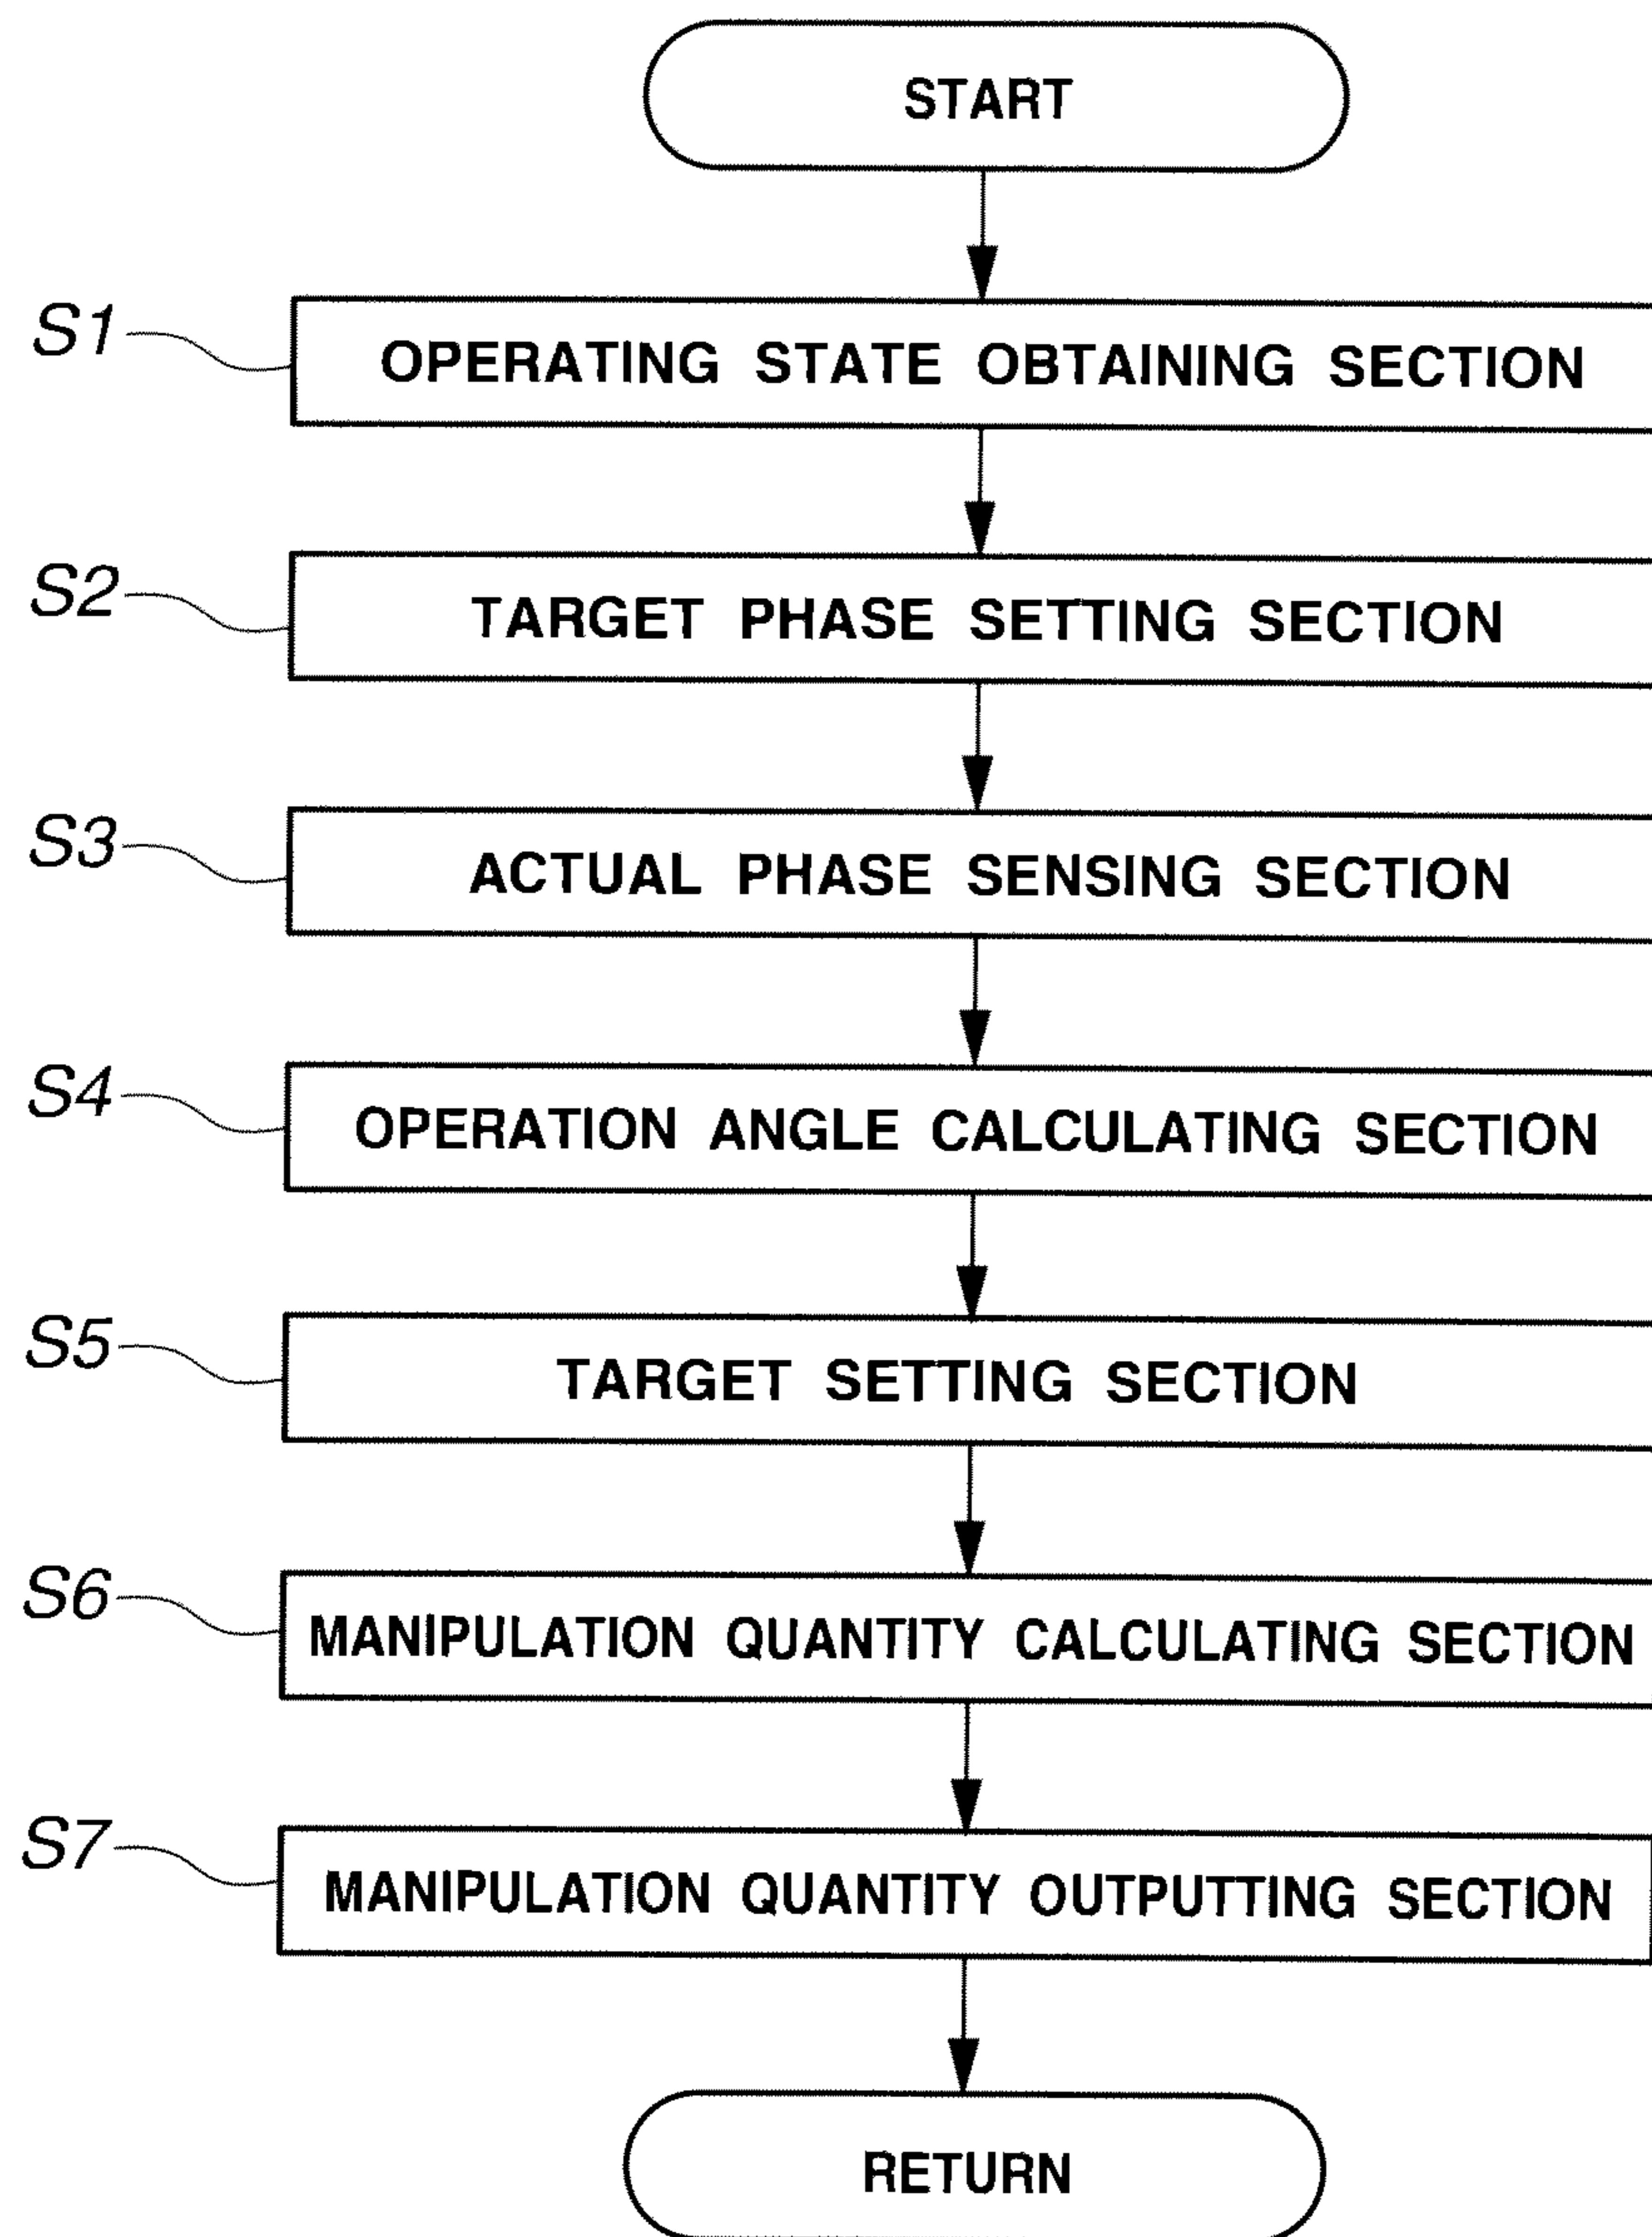 START
S1
OPERATING STATE OBTAINING SECTION
S2
TARGET PHASE SETTING SECTION
S3
ACTUAL PHASE SENSING SECTION
S4
OPERATION ANGLE CALCULATING SECTION
S5
TARGET SETTING SECTION
S6
MANIPULATION QUANTITY CALCULATING SECTION
S7
MANIPULATION QUANTITY OUTPUTTING SECTION
RETURN